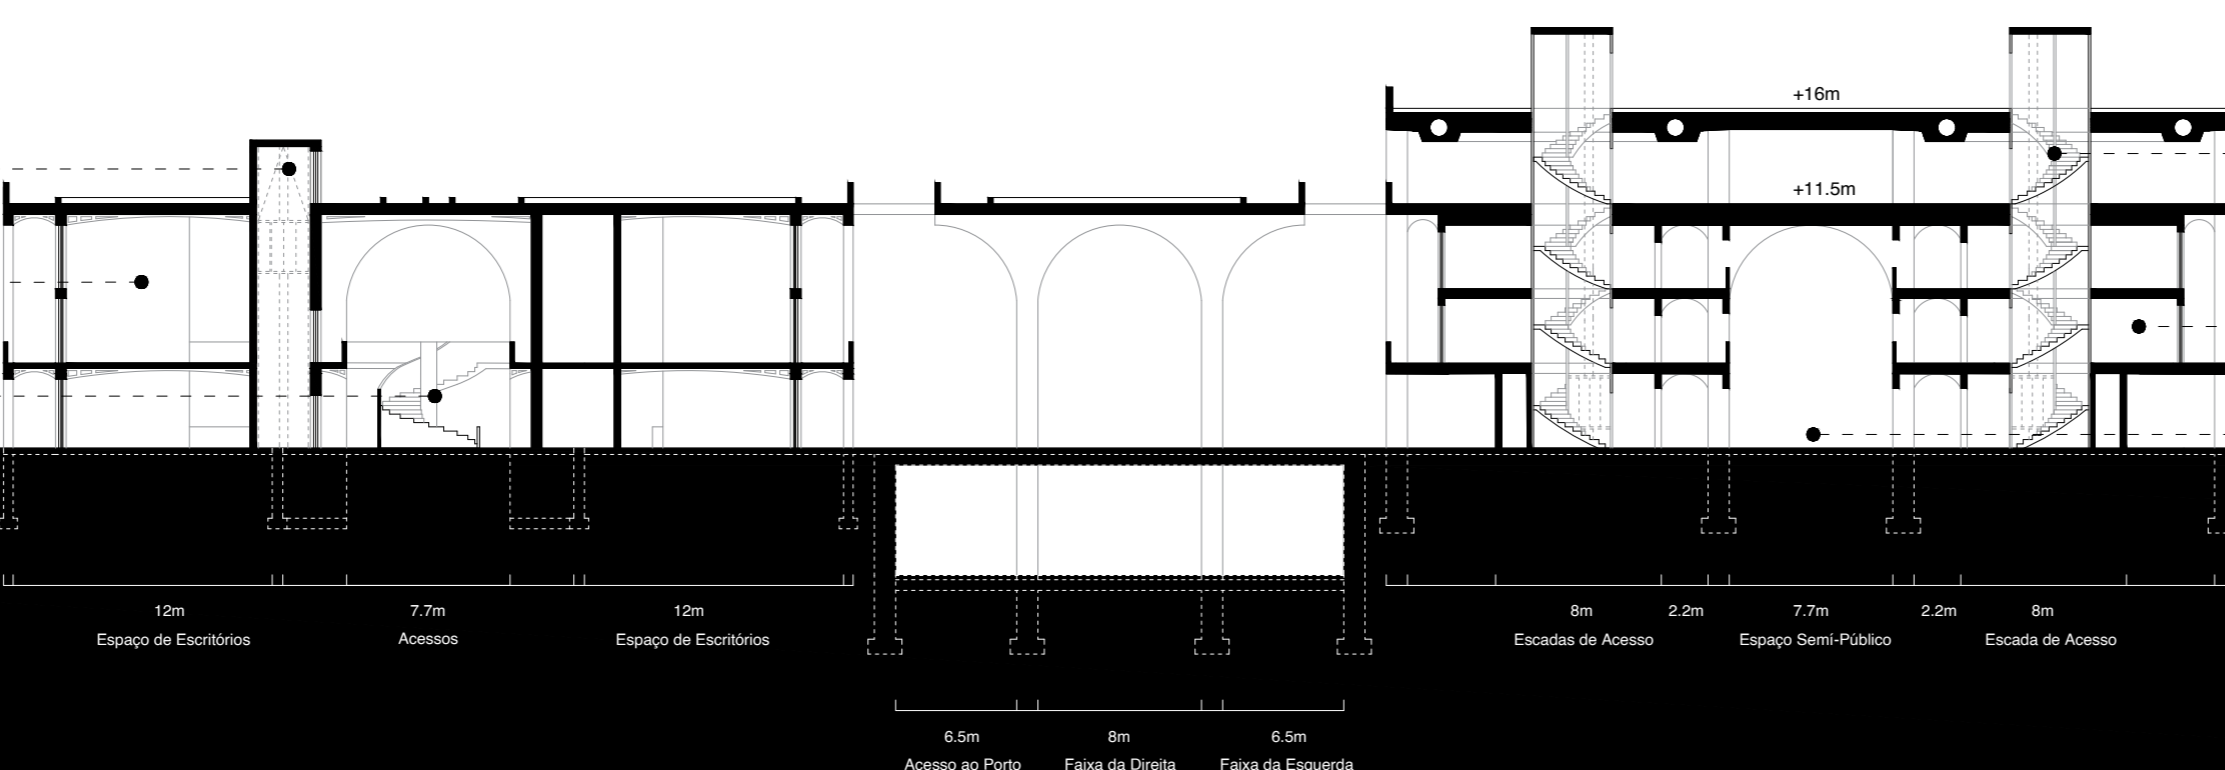 +16m
+11.5m
12m
7.7m
12m
8m
2.2m
7.7m
2.2m
8m
Espaço de Escritórios
Acessos
Espaço de Escritórios
Escadas de Acesso
Espaço Semí-Público
Escada de Acesso
6.5m
8m
6.5m
Acesso ao Porto
Faixa da Direita
Faixa da Esquerda